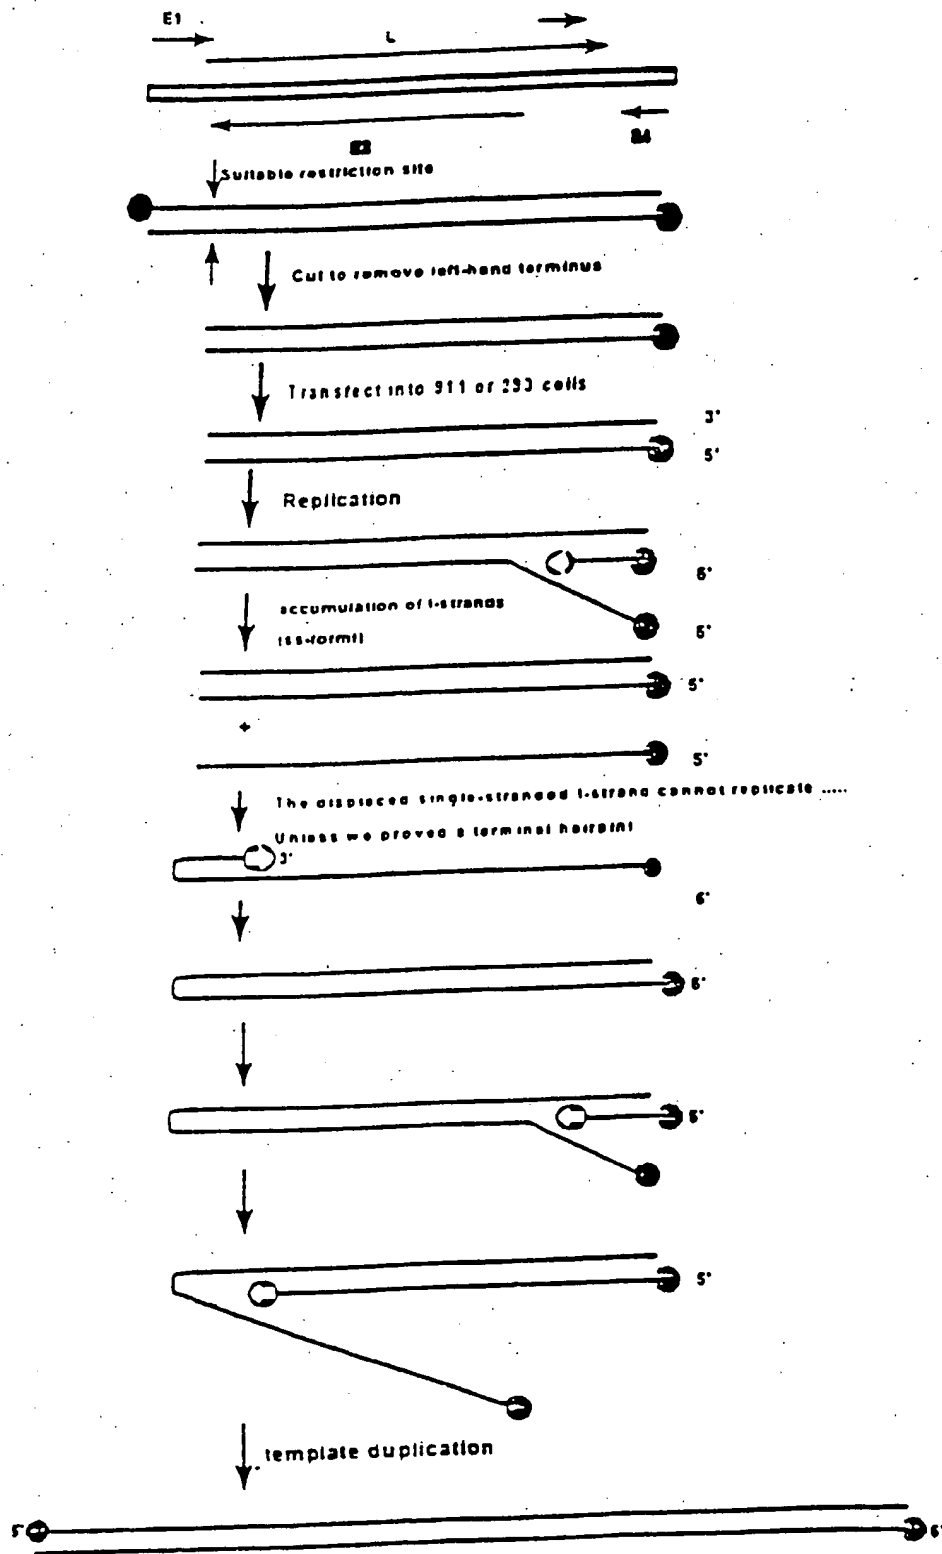 E1
L
E2
E4
Suitable restriction site
Cut to remove left-hand terminus
Transfect into 911 or 293 cells
3'
5'
Replication
5'
accumulation of l-strands
5'
(ss-form!)
5'
+
5'
The displaced single-stranded l-strand cannot replicate .....
Unless we proved a terminal hairpin!
3'
5'
5'
5'
5'
template duplication
5'
5'